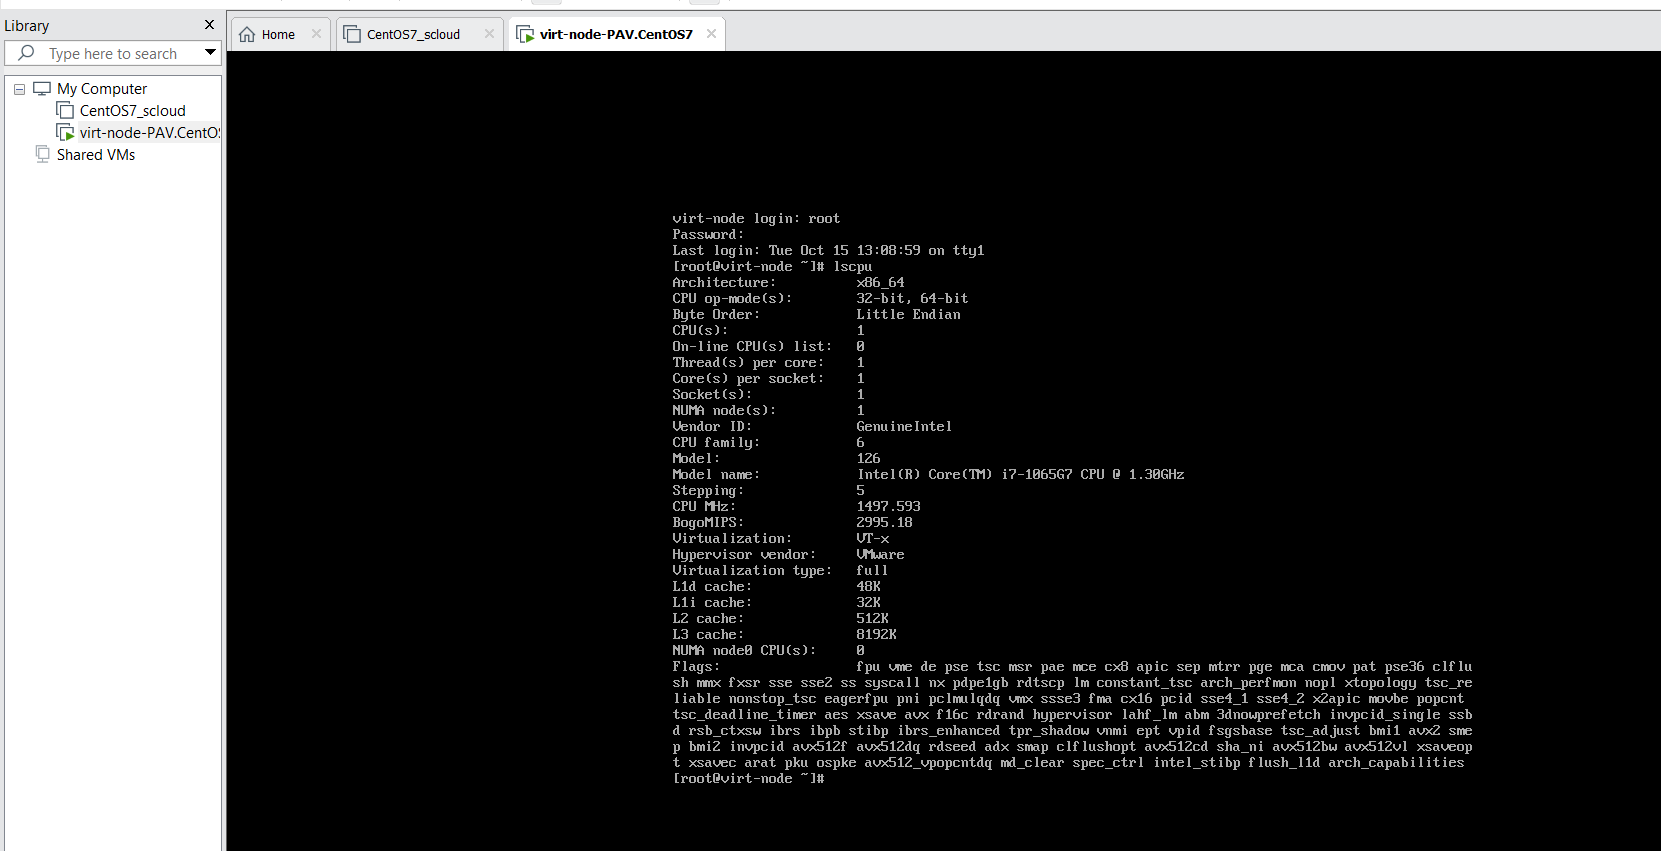 Library X
Type here to search
My Computer
CentOS7_scloud
virt-node-PAV.CentOS
Shared VMs
Home
CentOS7_scloud
virt-node-PAV.CentOS7
virt-node login: root
Password:
Last login: Tue Oct 15 13:08:59 on tty1
[root@virt-node ~]# lscpu
Architecture: x86_64
CPU op-mode(s): 32-bit, 64-bit
Byte Order: Little Endian
CPU(s): 1
On-line CPU(s) list: 0
Thread(s) per core: 1
Core(s) per socket: 1
Socket(s): 1
NUMA node(s): 1
Vendor ID: GenuineIntel
CPU family: 6
Model: 126
Model name: Intel(R) Core(TM) i7-1065G7 CPU @ 1.30GHz
Stepping: 5
CPU MHz: 1497.593
BogoMIPS: 2995.18
Virtualization: VT-x
Hypervisor vendor: VMware
Virtualization type: full
L1d cache: 48K
L1i cache: 32K
L2 cache: 512K
L3 cache: 8192K
NUMA node0 CPU(s): 0
Flags: fpu vme de pse tsc msr pae mce cx8 apic sep mtrr pge mca cmov pat pse36 clflu
sh mmx fxsr sse sse2 ss syscall nx pdpe1gb rdtscp lm constant_tsc arch_perfmon nopl xtopology tsc_re
liable nonstop_tsc eagerfpu pni pclmulqdq vmx ssse3 fma cx16 pcid sse4_1 sse4_2 x2apic movbe popcnt
tsc_deadline_timer aes xsave avx f16c rdrand hypervisor lahf_lm abm 3dnowprefetch invpcid_single ssb
d rsb_ctxsw ibrs ibpb stibp ibrs_enhanced tpr_shadow vnmi ept vpid fsgsbase tsc_adjust bmi1 avx2 sme
p bmi2 invpcid avx512f avx512dq rdseed adx smap clflushopt avx512cd sha_ni avx512bw avx512vl xsaveop
t xsavec arat pku ospke avx512_vpopcntdq md_clear spec_ctrl intel_stibp flush_l1d arch_capabilities
[root@virt-node ~]#